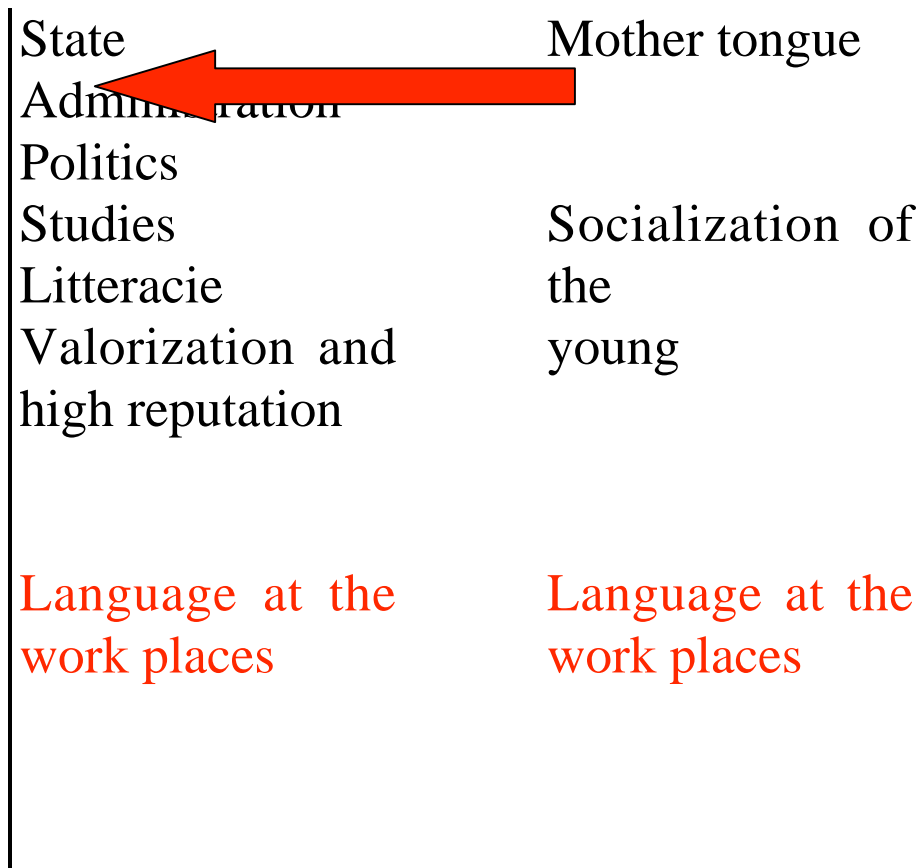 State
Administration
Politics
Studies
Litteracie
Valorization and
high reputation
Language at the
work places
Mother tongue
Socialization of
the
young
Language at the
work places